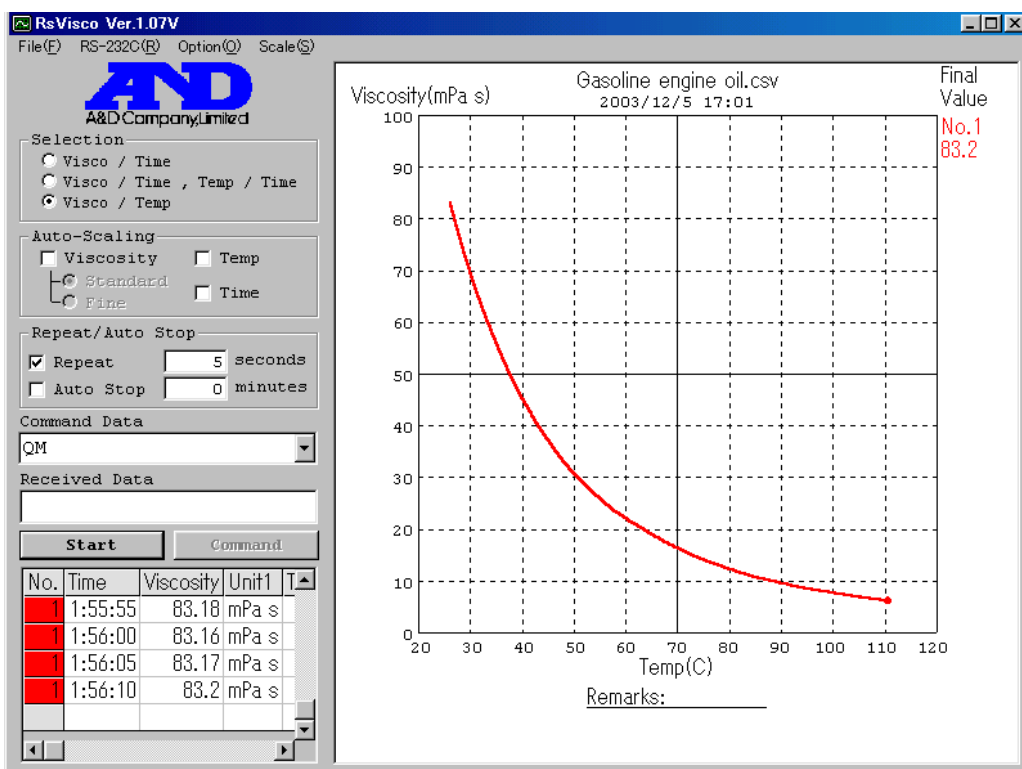 RsVisco Ver.1.07V
File(F) RS-232C(R) Option(O) Scale(S)
AND
A&D Company,Limited
Selection
Visco / Time
Visco / Time , Temp / Time
Visco / Temp
Auto-Scaling
Viscosity Temp
Standard
Fine
Time
Repeat/Auto Stop
Repeat 5 seconds
Auto Stop 0 minutes
Command Data
QM
Received Data
Start Command
No. Time Viscosity Unit1 T
1 1:55:55 83.18 mPa s
1 1:56:00 83.16 mPa s
1 1:56:05 83.17 mPa s
1 1:56:10 83.2 mPa s
Gasoline engine oil.csv
2003/12/5 17:01
Viscosity(mPa s)
Final
Value
No.1
83.2
100
90
80
70
60
50
40
30
20
10
0
20 30 40 50 60 70 80 90 100 110 120
Temp(C)
Remarks: